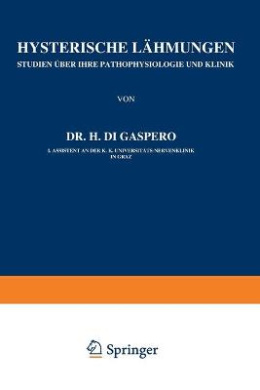 HYSTERISCHE LÄHMUNGEN
STUDIEN ÜBER IHRE PATHOPHYSIOLOGIE UND KLINIK
VON
DR. H. DI GASPERO
I. ASSISTENT AN DER K. K. UNIVERSITÄTS-NERVENKLINIK
IN GRAZ
Springer